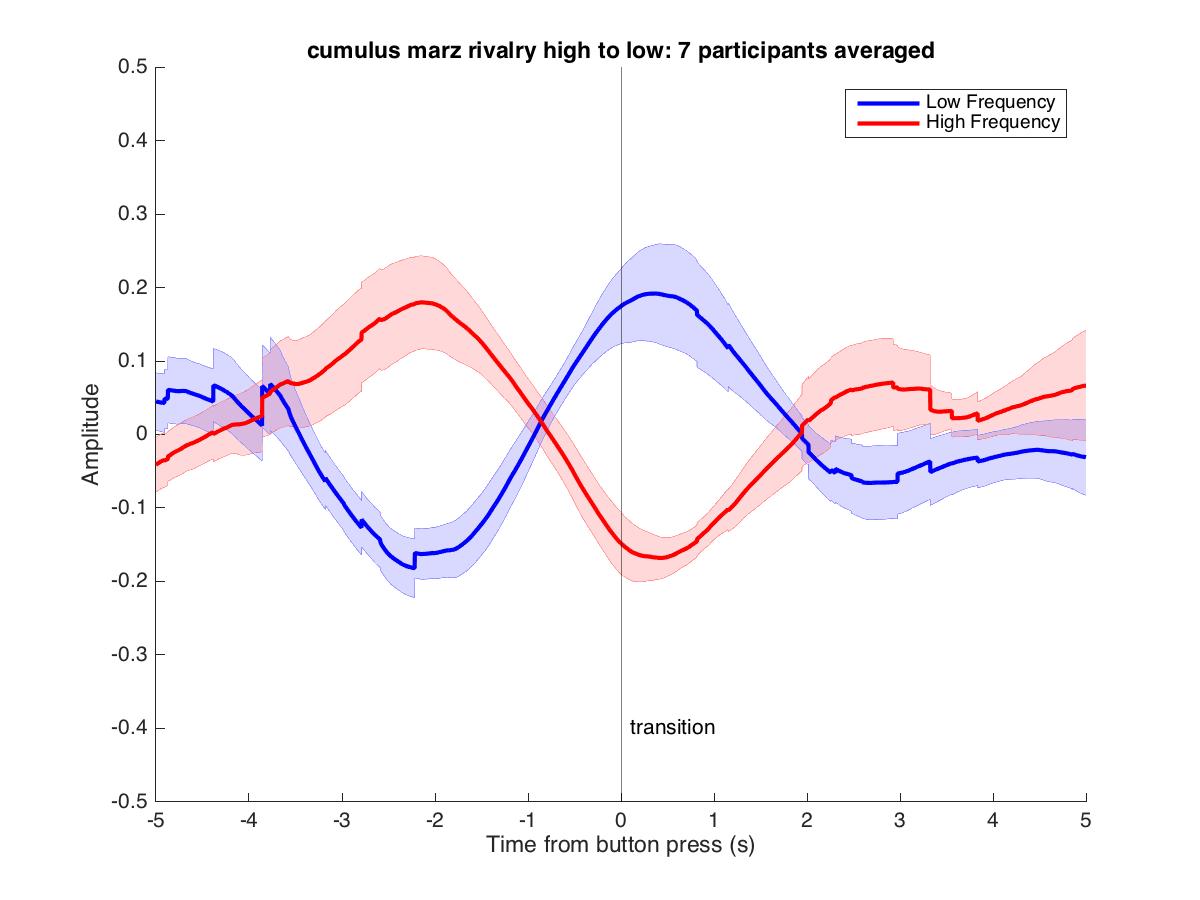 cumulus marz rivalry high to low: 7 participants averaged
0.5
0.4
0.3
0.2
0.1
0
-0.1
-0.2
-0.3
-0.4
-0.5
Amplitude
Low Frequency
High Frequency
transition
-5 -4 -3 -2 -1 0 1 2 3 4 5
Time from button press (s)